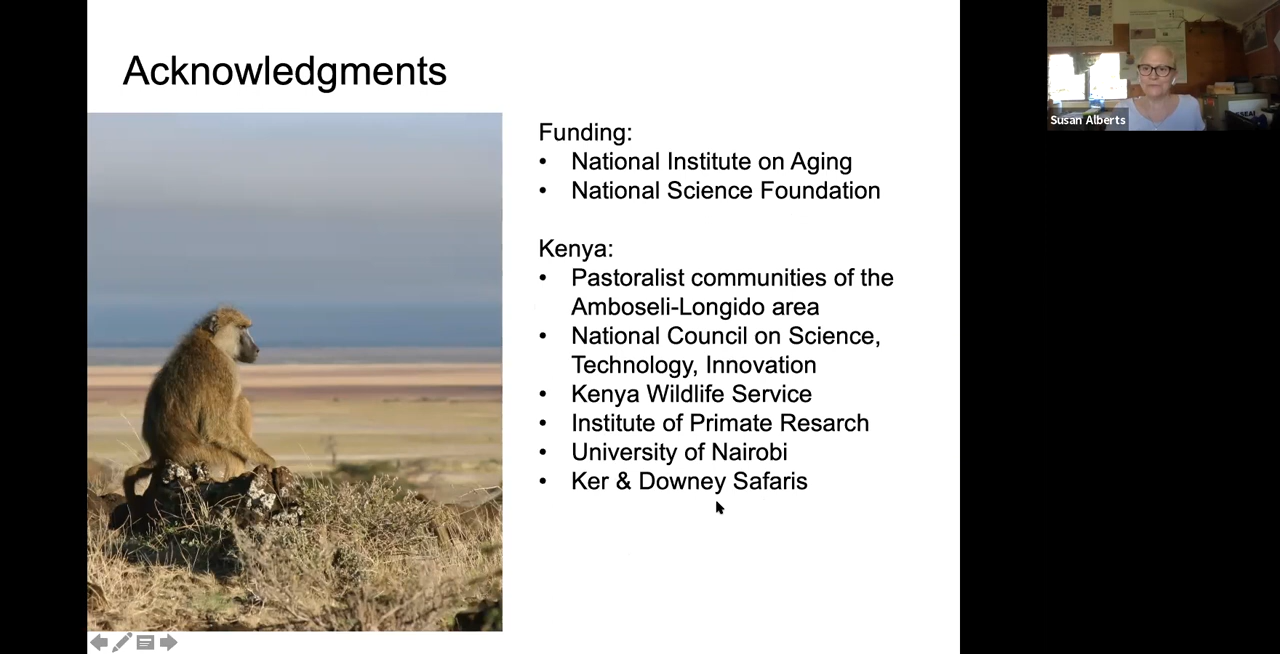 Acknowledgments
Funding:
• National Institute on Aging
• National Science Foundation
Kenya:
• Pastoralist communities of the
Amboseli-Longido area
• National Council on Science,
Technology, Innovation
• Kenya Wildlife Service
• Institute of Primate Resarch
• University of Nairobi
• Ker & Downey Safaris
Susan Alberts